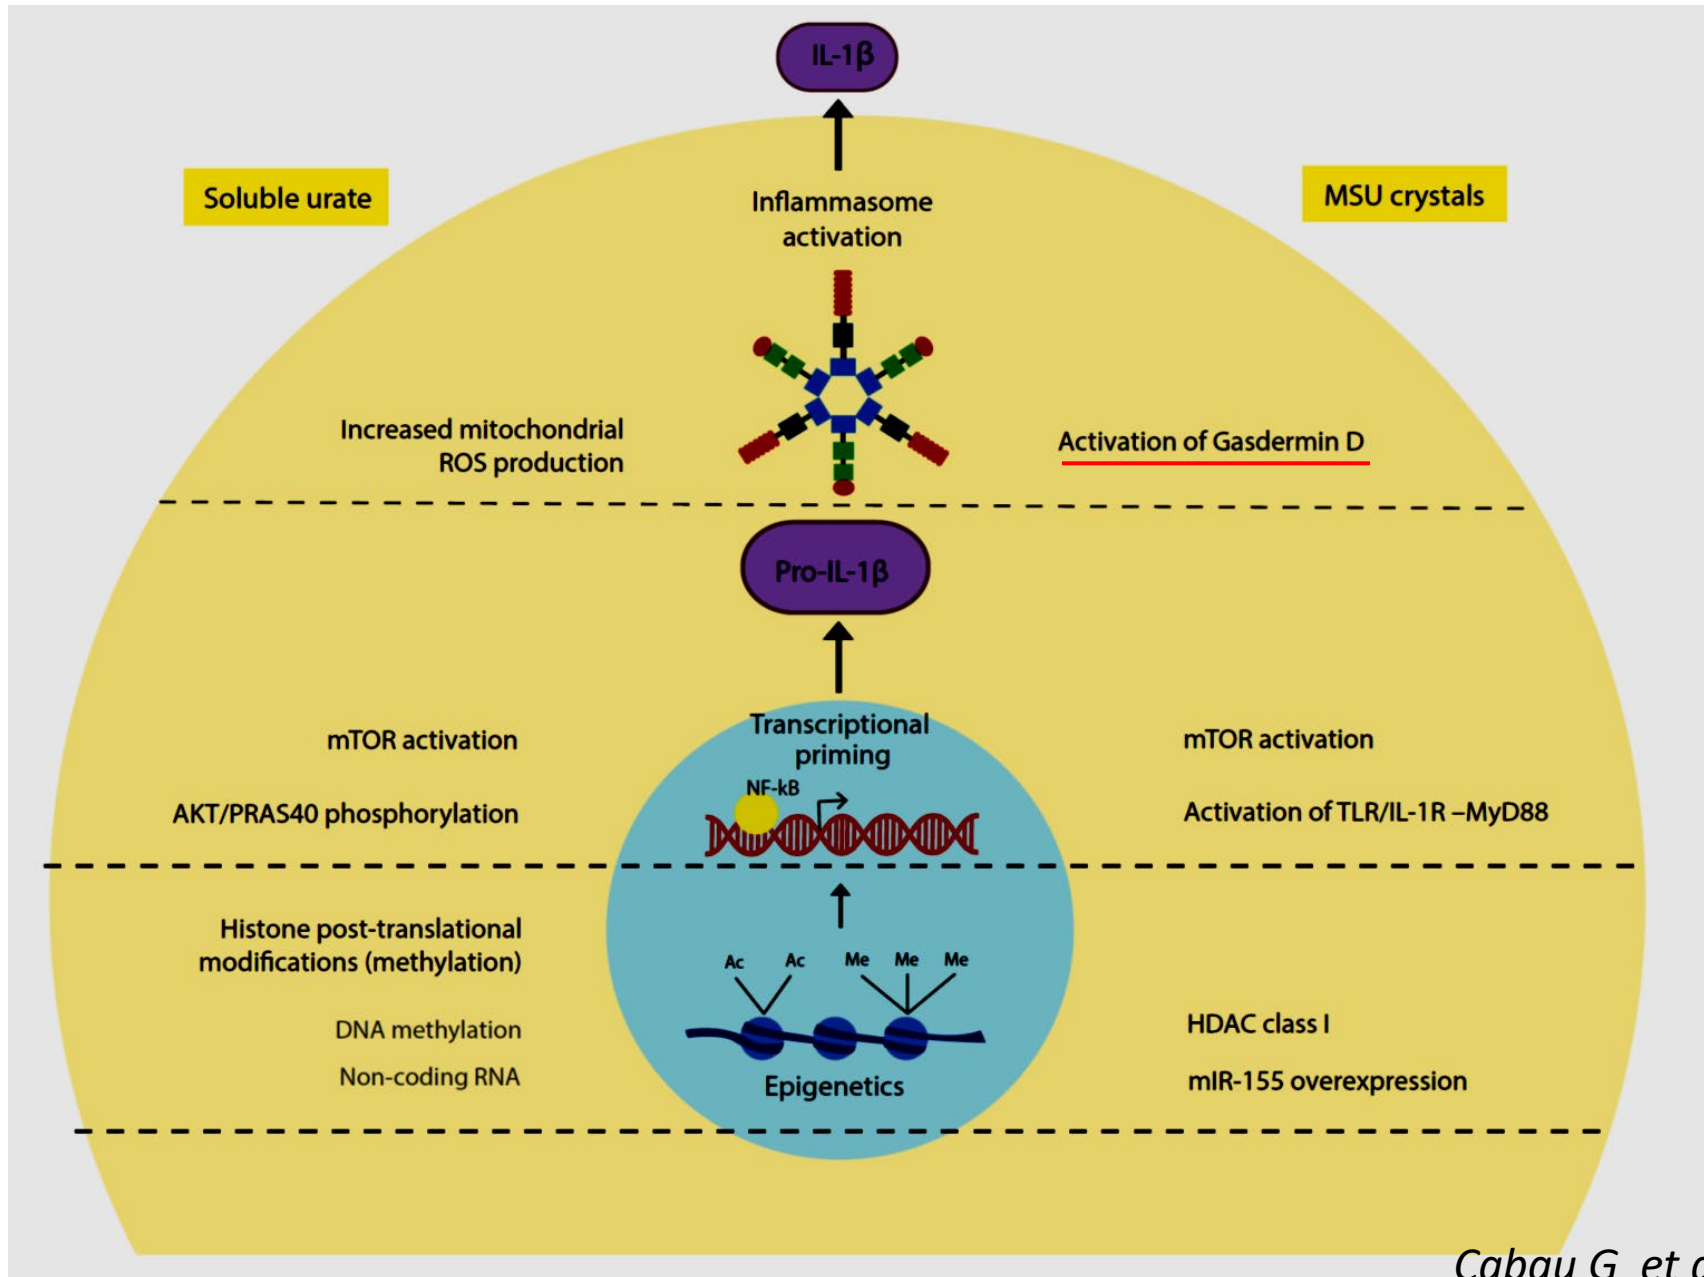 IL-1β
Soluble urate
MSU crystals
Inflammasome
activation
Increased mitochondrial
ROS production
Activation of Gasdermin D
Pro-IL-1β
Transcriptional
priming
NF-kB
mTOR activation
AKT/PRAS40 phosphorylation
mTOR activation
Activation of TLR/IL-1R –MyD88
Histone post-translational
modifications (methylation)
DNA methylation
Non-coding RNA
Ac Ac Me Me Me
Epigenetics
HDAC class I
mIR-155 overexpression
Cabau G, et